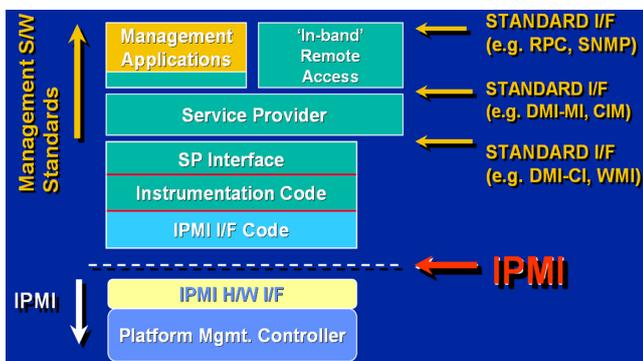 Management S/W
Standards
Management
Applications
'In-band'
Remote
Access
STANDARD I/F
(e.g. RPC, SNMP)
Service Provider
STANDARD I/F
(e.g. DMI-MI, CIM)
SP Interface
STANDARD I/F
(e.g. DMI-CI, WMI)
Instrumentation Code
IPMI I/F Code
IPMI
IPMI
IPMI H/W I/F
Platform Mgmt. Controller